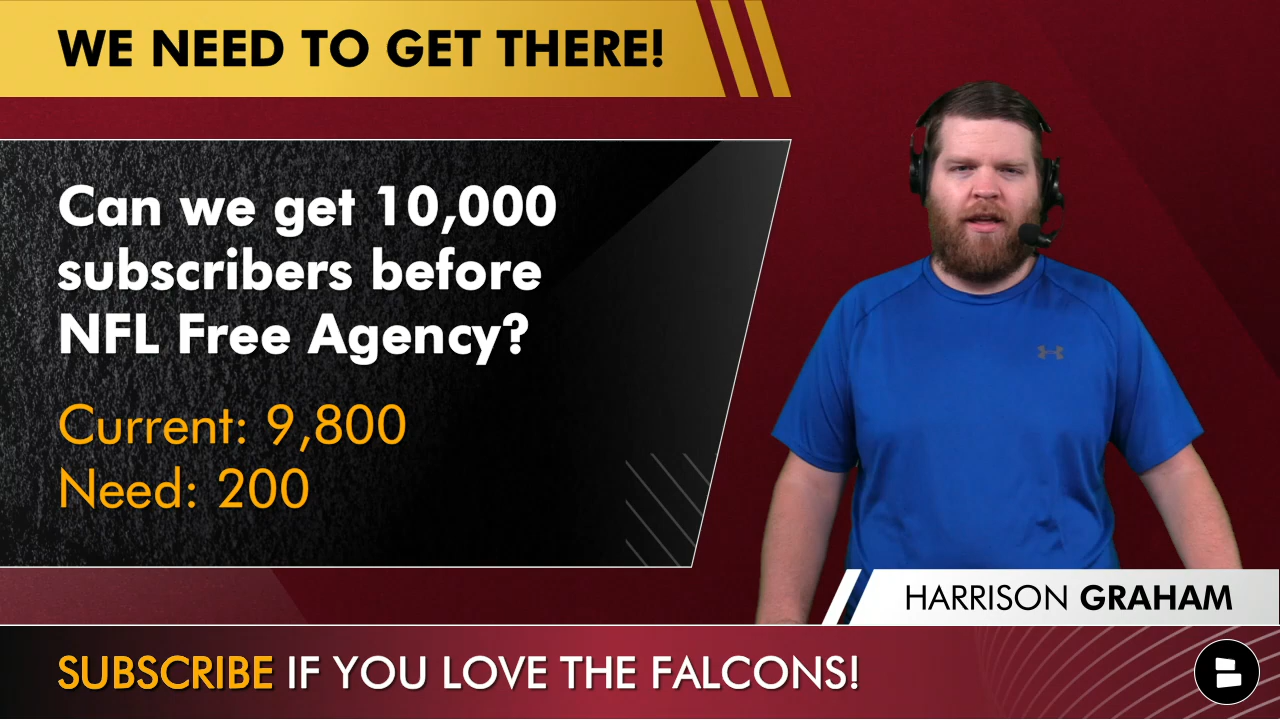 WE NEED TO GET THERE!
Can we get 10,000
subscribers before
NFL Free Agency?
Current: 9,800
Need: 200
HARRISON GRAHAM
SUBSCRIBE IF YOU LOVE THE FALCONS!